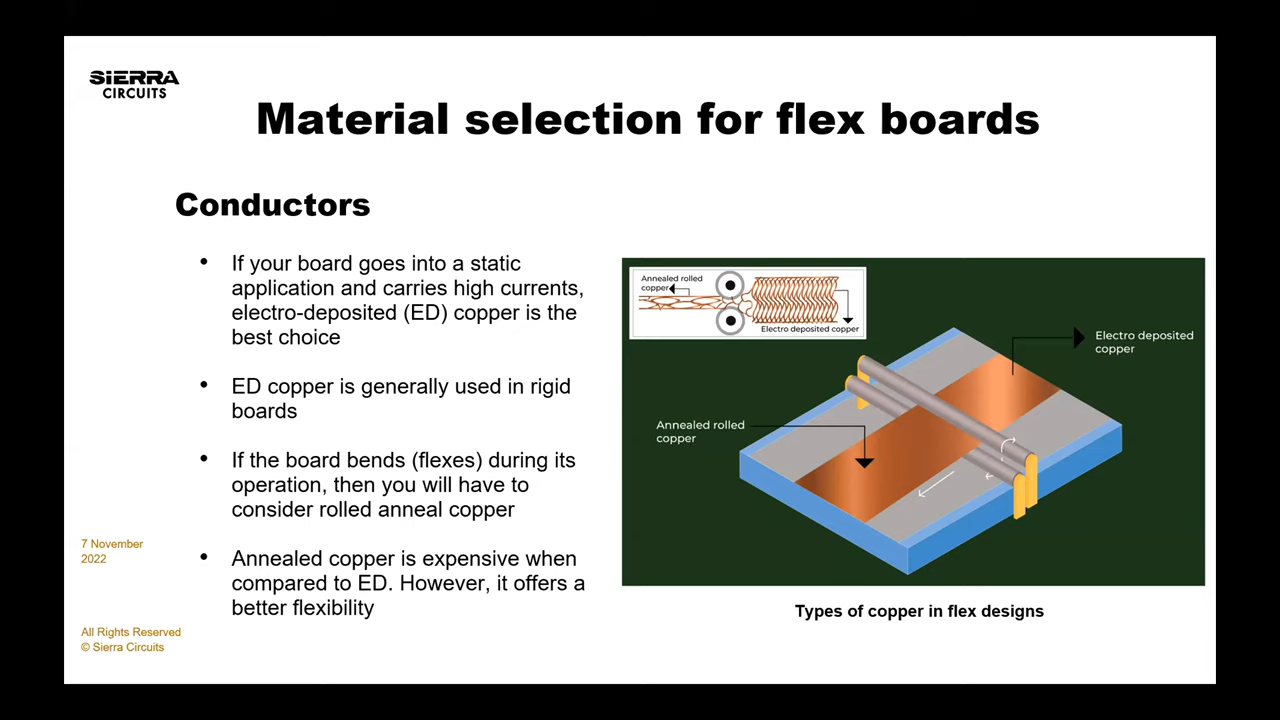 SiERRA
CIRCUITS
Material selection for flex boards
Conductors
• If your board goes into a static
application and carries high currents,
electro-deposited (ED) copper is the
best choice
• ED copper is generally used in rigid
boards
• If the board bends (flexes) during its
operation, then you will have to
consider rolled anneal copper
• Annealed copper is expensive when
compared to ED. However, it offers a
better flexibility
Annealed rolled
copper
Electro deposited copper
Electro deposited
copper
Annealed rolled
copper
Types of copper in flex designs
7 November
2022
All Rights Reserved
© Sierra Circuits